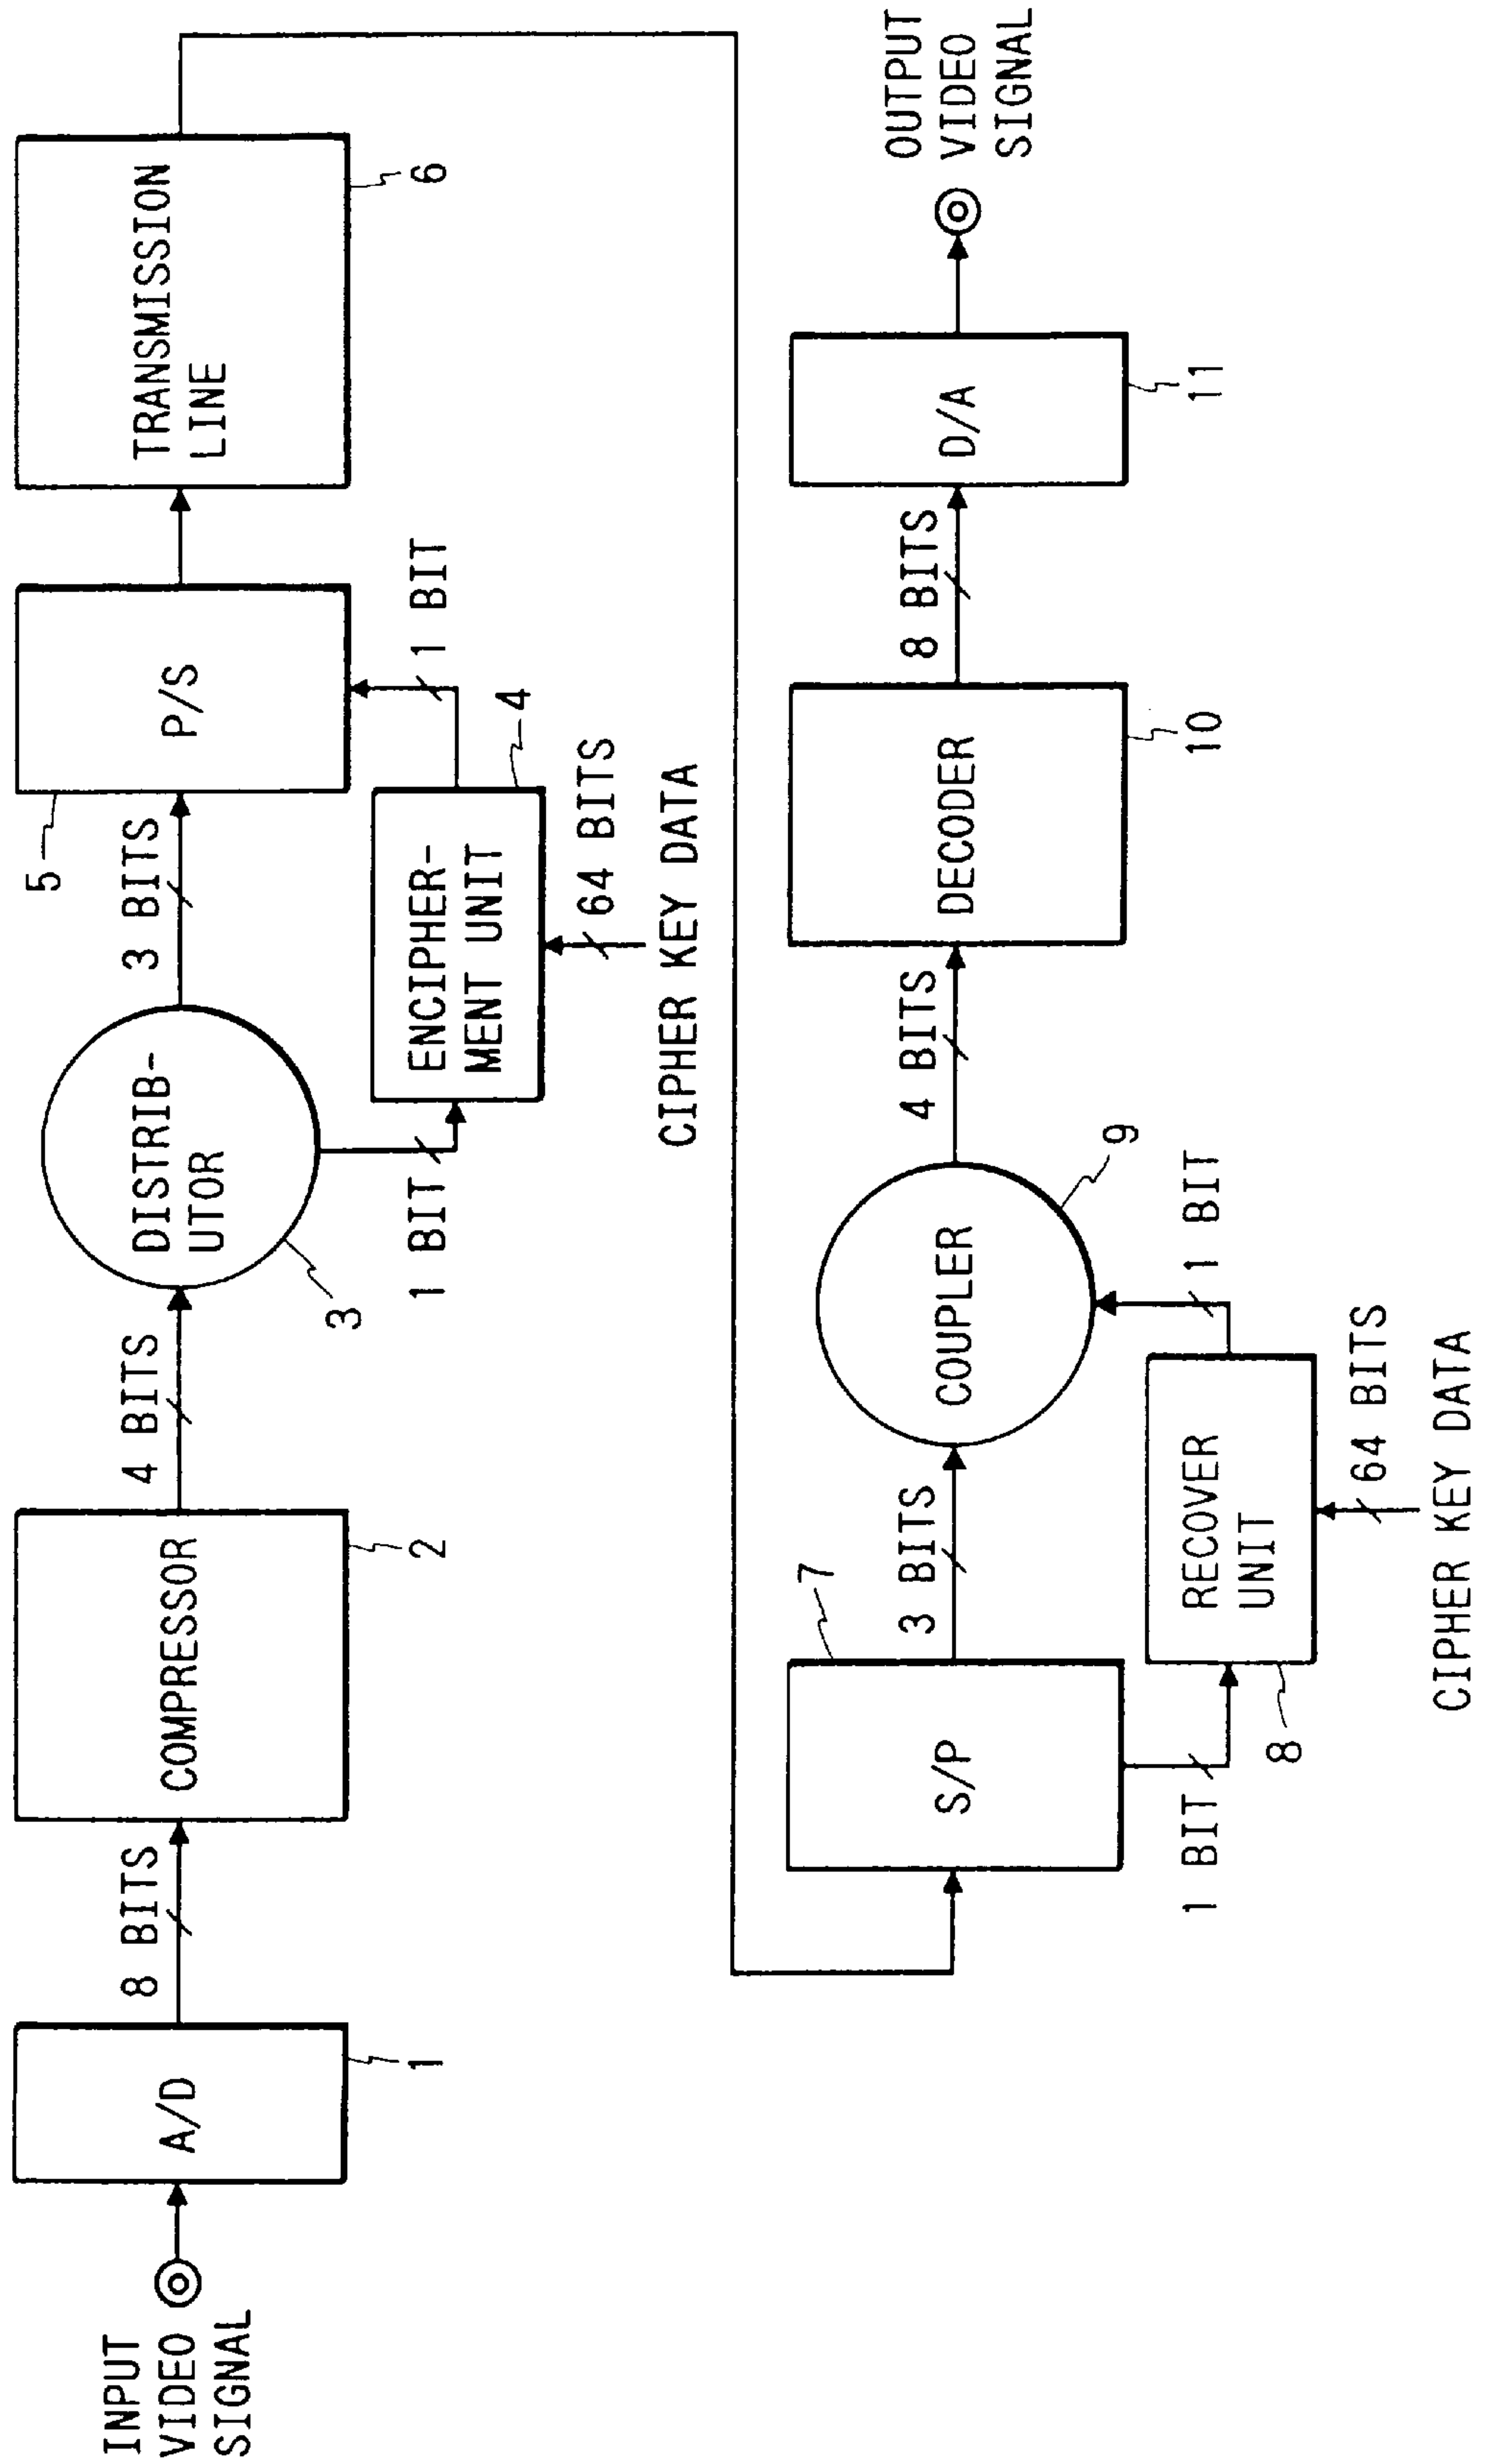 INPUT
VIDEO
SIGNAL
A/D
1
8 BITS
COMPRESSOR
2
4 BITS
DISTRIB-
UTOR
3
3 BITS
1 BIT
ENCIPHER-
MENT UNIT
4
64 BITS
CIPHER KEY DATA
1 BIT
P/S
5
TRANSMISSION
LINE
6
S/P
7
3 BITS
1 BIT
RECOVER
UNIT
8
64 BITS
CIPHER KEY DATA
1 BIT
COUPLER
9
4 BITS
DECODER
10
8 BITS
D/A
11
OUTPUT
VIDEO
SIGNAL